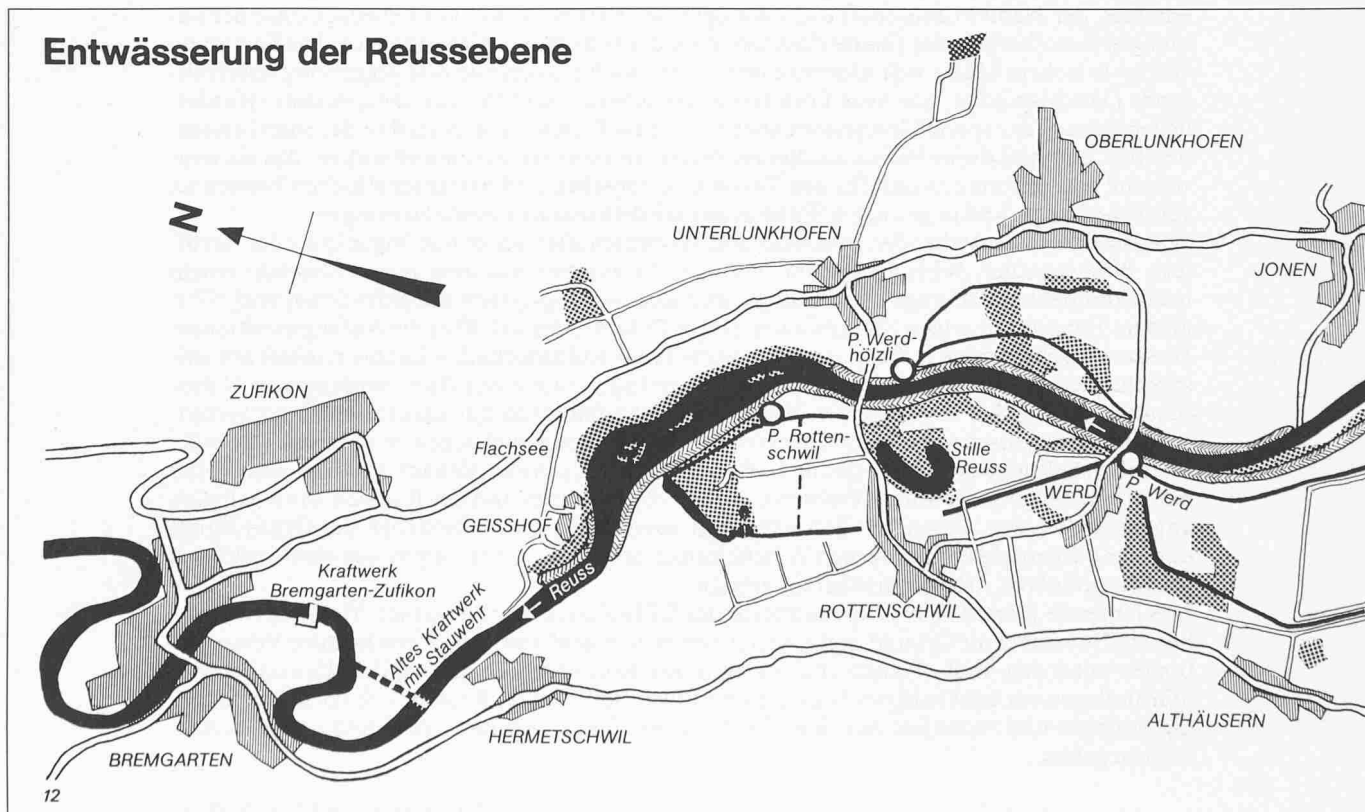 Entwässerung der Reussebene
N
OBERLUNKHOFEN
UNTERLUNKHOFEN
JONEN
P. Werd-
hölzli
ZUFIKON
Flachsee
P. Rotten-
schwil
Stille
Reuss
WERD
P. Werd
GEISSHOF
Kraftwerk
Bremgarten-Zufikon
Altes Kraftwerk
mit Stauwehr
Reuss
ROTTENSCHWIL
HERMETSCHWIL
ALTHÄUSERN
BREMGARTEN
12